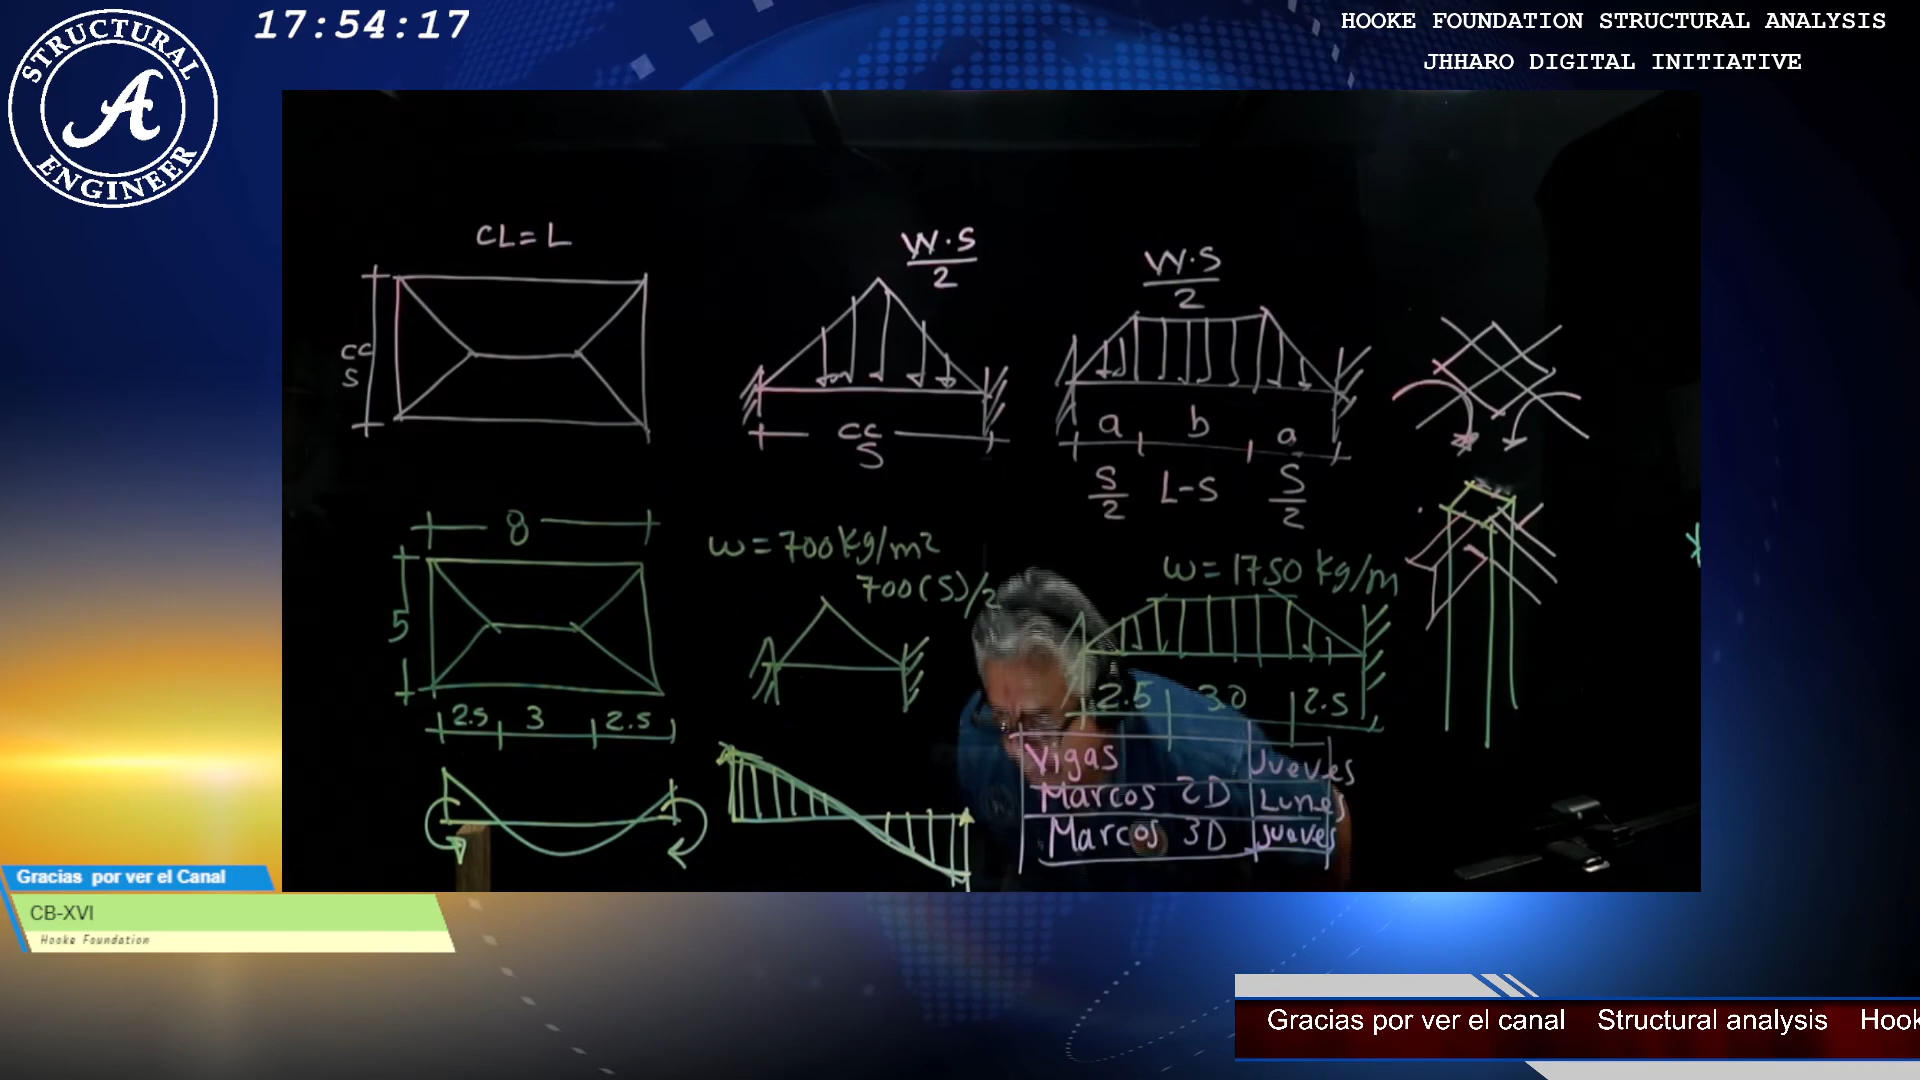 17:54:17
HOOKE FOUNDATION STRUCTURAL ANALYSIS
JHHARO DIGITAL INITIATIVE
STRUCTURAL
A
ENGINEER
CL=L
CC
S
W·S
2
CC
S
W·S
2
a b a
S
2
L-S
S
2
8
5
2.5 3 2.5
w=700kg/m²
700(5)/2
w=1750 kg/m
2.5 3.0 2.5
Vigas Jueves
Marcos 2D Lunes
Marcos 3D Jueves
Gracias por ver el Canal
CB-XVI
Hooke Foundation
Gracias por ver el canal Structural analysis Hook